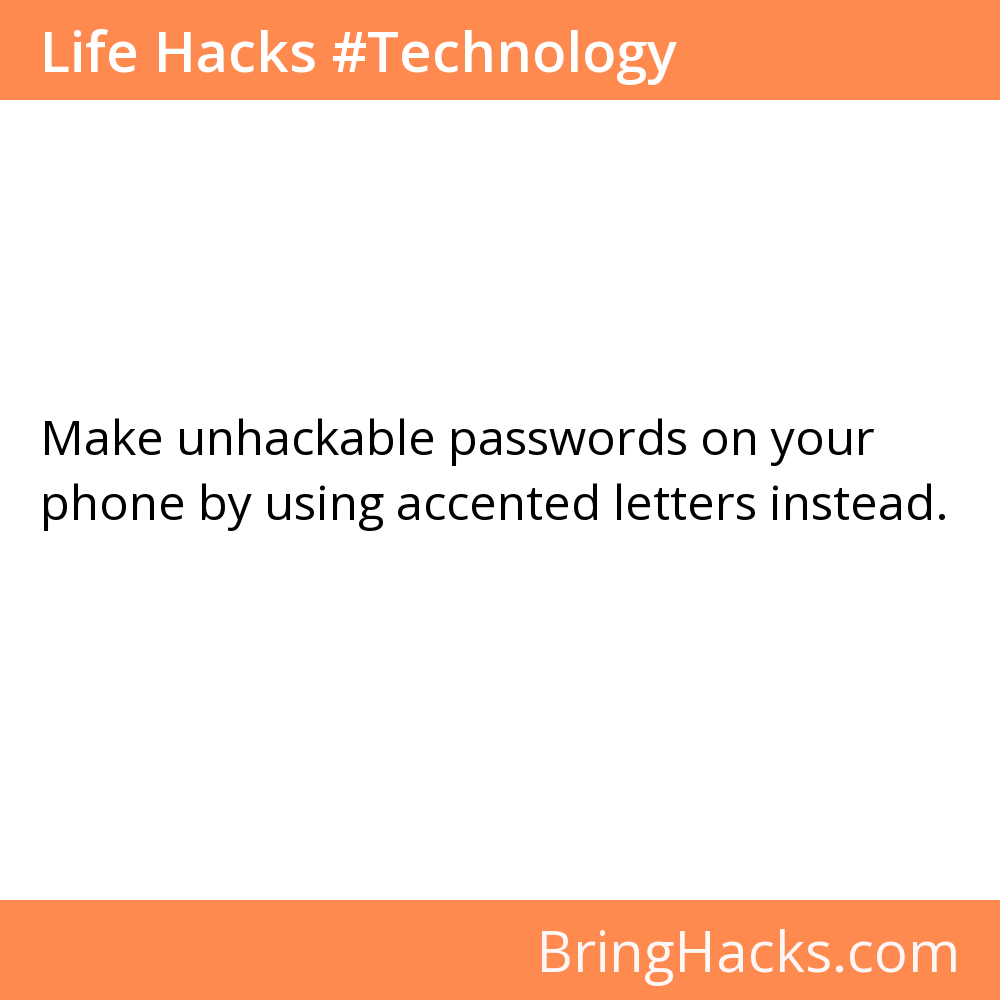 Life Hacks #Technology
Make unhackable passwords on your
phone by using accented letters instead.
BringHacks.com